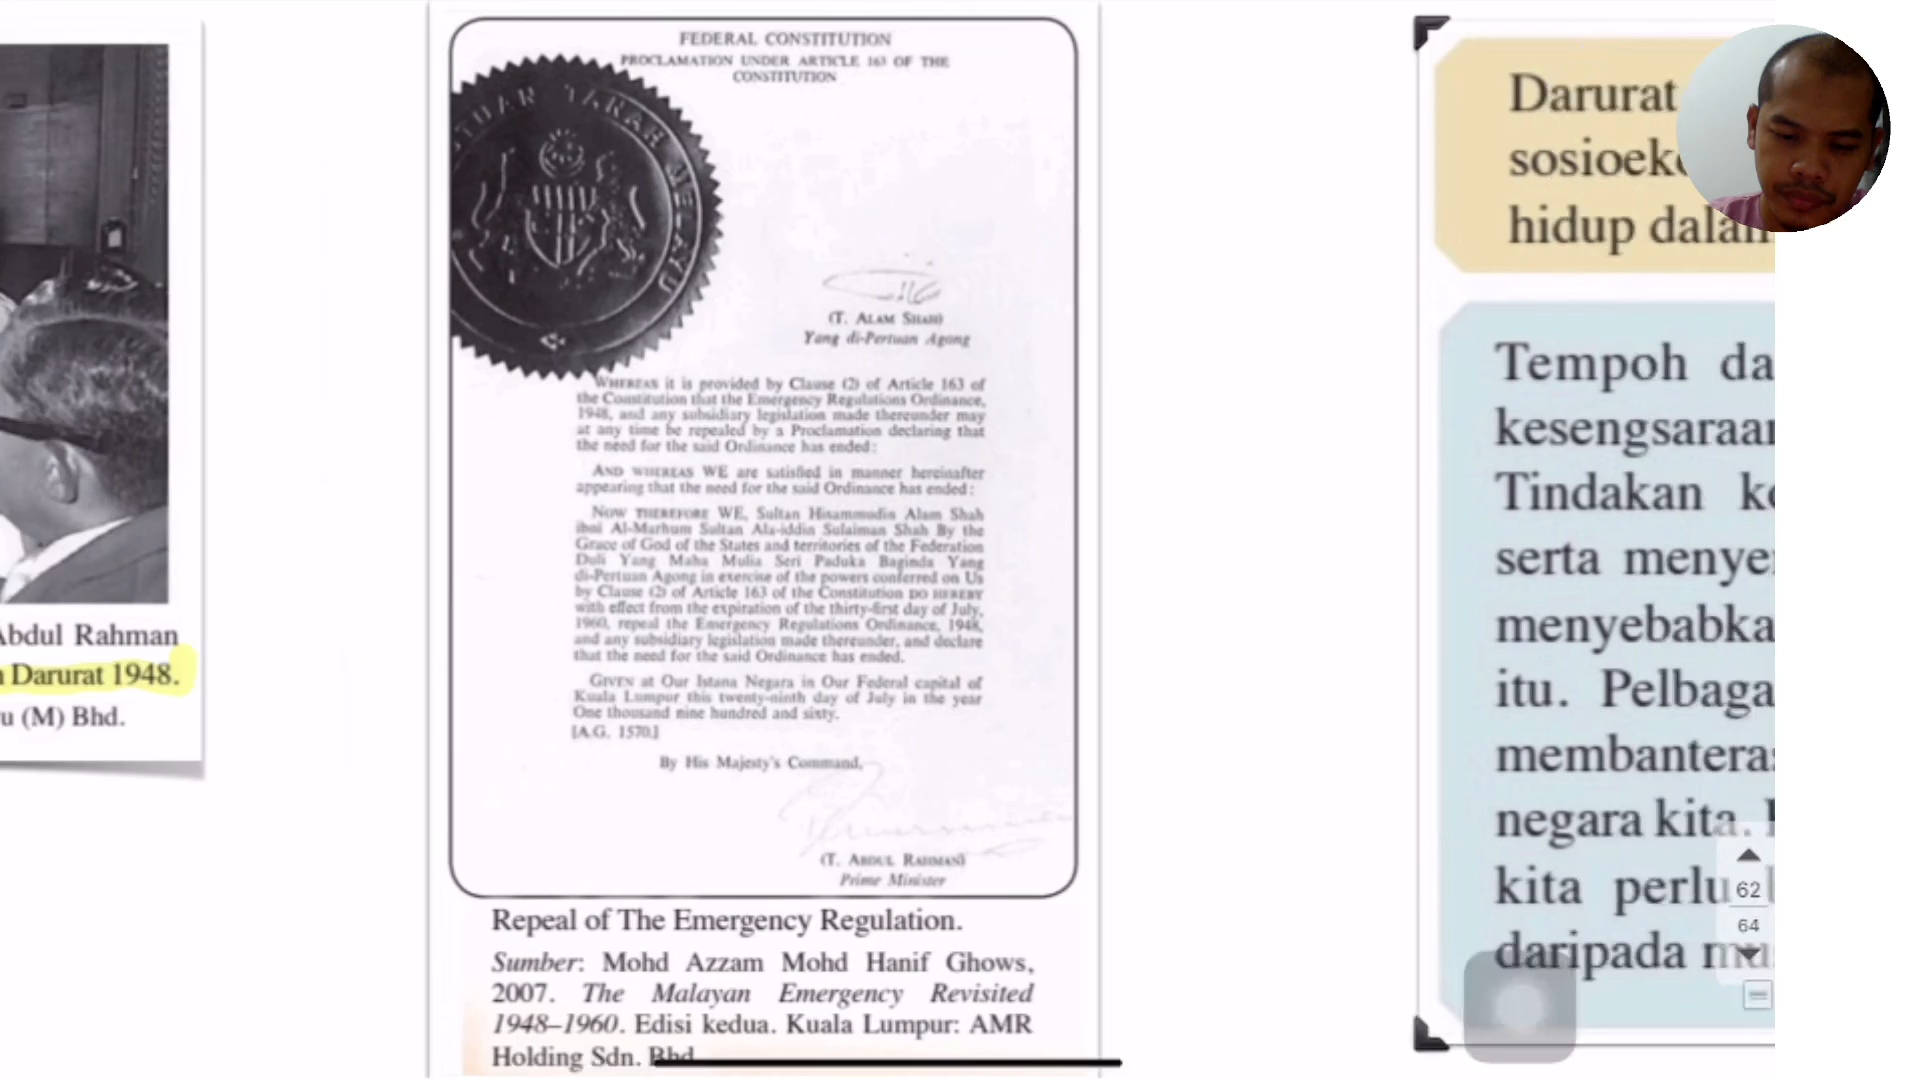 Abdul Rahman
Darurat 1948.
u (M) Bhd.
FEDERAL CONSTITUTION
PROCLAMATION UNDER ARTICLE 163 OF THE
CONSTITUTION
TUAN TANAH MELAYU
(T. ALAM SHAH)
Yang di-Pertuan Agong
WHEREAS it is provided by Clause (2) of Article 163 of
the Constitution that the Emergency Regulations Ordinance,
1948, and any subsidiary legislation made thereunder may
at any time be repealed by a Proclamation declaring that
the need for the said Ordinance has ended:
AND WHEREAS WE are satisfied in manner hereinafter
appearing that the need for the said Ordinance has ended:
NOW THEREFORE WE, Sultan Hisammudin Alam Shah
ibni Al-Marhum Sultan Ala-iddin Sulaiman Shah By the
Grace of God of the States and territories of the Federation
Duli Yang Maha Mulia Seri Paduka Baginda Yang
di-Pertuan Agong in exercise of the powers conferred on Us
by Clause (2) of Article 163 of the Constitution DO HEREBY
with effect from the expiration of the thirty-first day of July,
1960, repeal the Emergency Regulations Ordinance, 1948,
and any subsidiary legislation made thereunder, and declare
that the need for the said Ordinance has ended.
GIVEN at Our Istana Negara in Our Federal capital of
Kuala Lumpur this twenty-ninth day of July in the year
One thousand nine hundred and sixty.
[A.G. 1570.]
By His Majesty's Command,
(T. ABDUL RAHMAN)
Prime Minister
Repeal of The Emergency Regulation.
Sumber: Mohd Azzam Mohd Hanif Ghows,
2007. The Malayan Emergency Revisited
1948–1960. Edisi kedua. Kuala Lumpur: AMR
Holding Sdn. Bhd.
Darurat
sosioek
hidup dalam
Tempoh da
kesengsaraan
Tindakan k
serta menye
menyebabka
itu. Pelbaga
membanteras
negara kita.
kita perlu
daripada mu
62
64